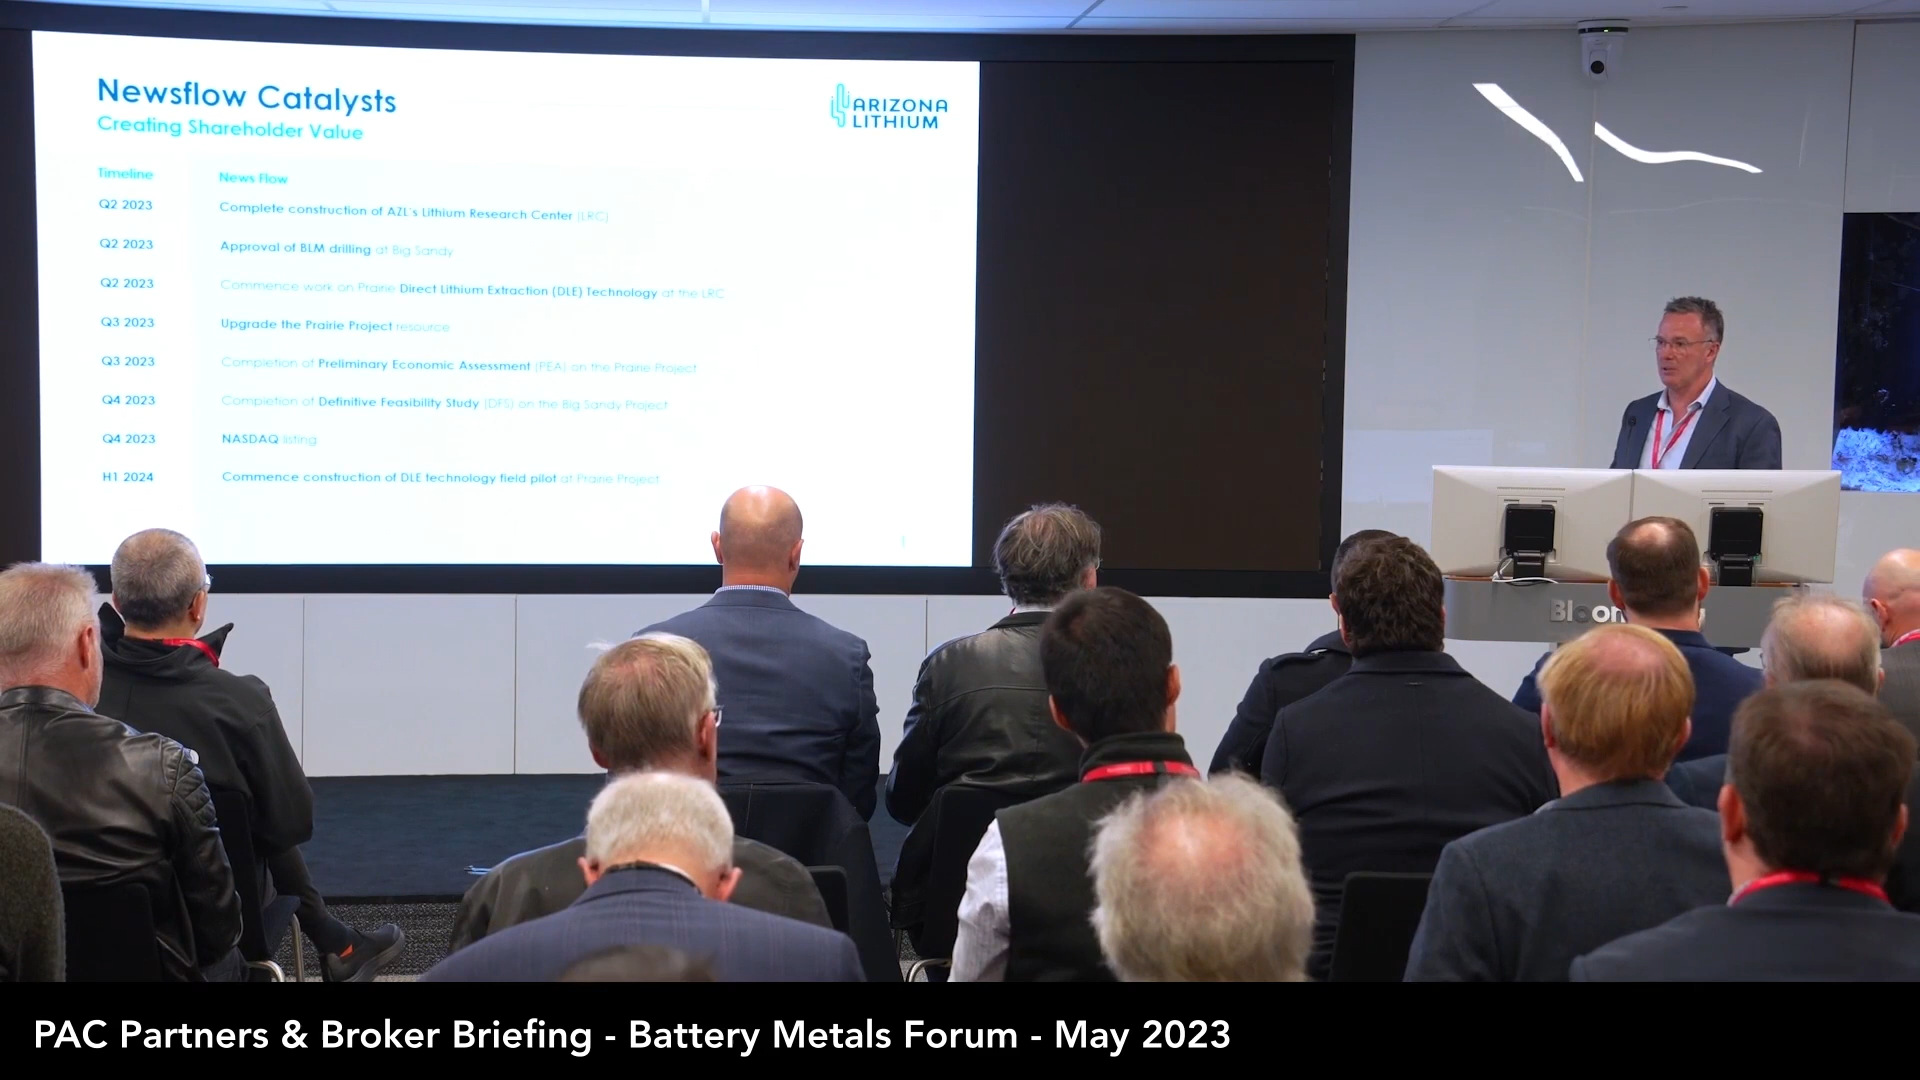 Newsflow Catalysts
Creating Shareholder Value
ARIZONA
LITHIUM
Timeline News Flow
Q2 2023 Complete construction of AZL's Lithium Research Center (LRC)
Q2 2023 Approval of BLM drilling at Big Sandy
Q2 2023 Commence work on Prairie Direct Lithium Extraction (DLE) Technology at the LRC
Q3 2023 Upgrade the Prairie Project resource
Q3 2023 Completion of Preliminary Economic Assessment (PEA) on the Prairie Project
Q4 2023 Completion of Definitive Feasibility Study (DFS) on the Big Sandy Project
Q4 2023 NASDAQ listing
H1 2024 Commence construction of DLE technology field pilot at Prairie Project
PAC Partners & Broker Briefing - Battery Metals Forum - May 2023